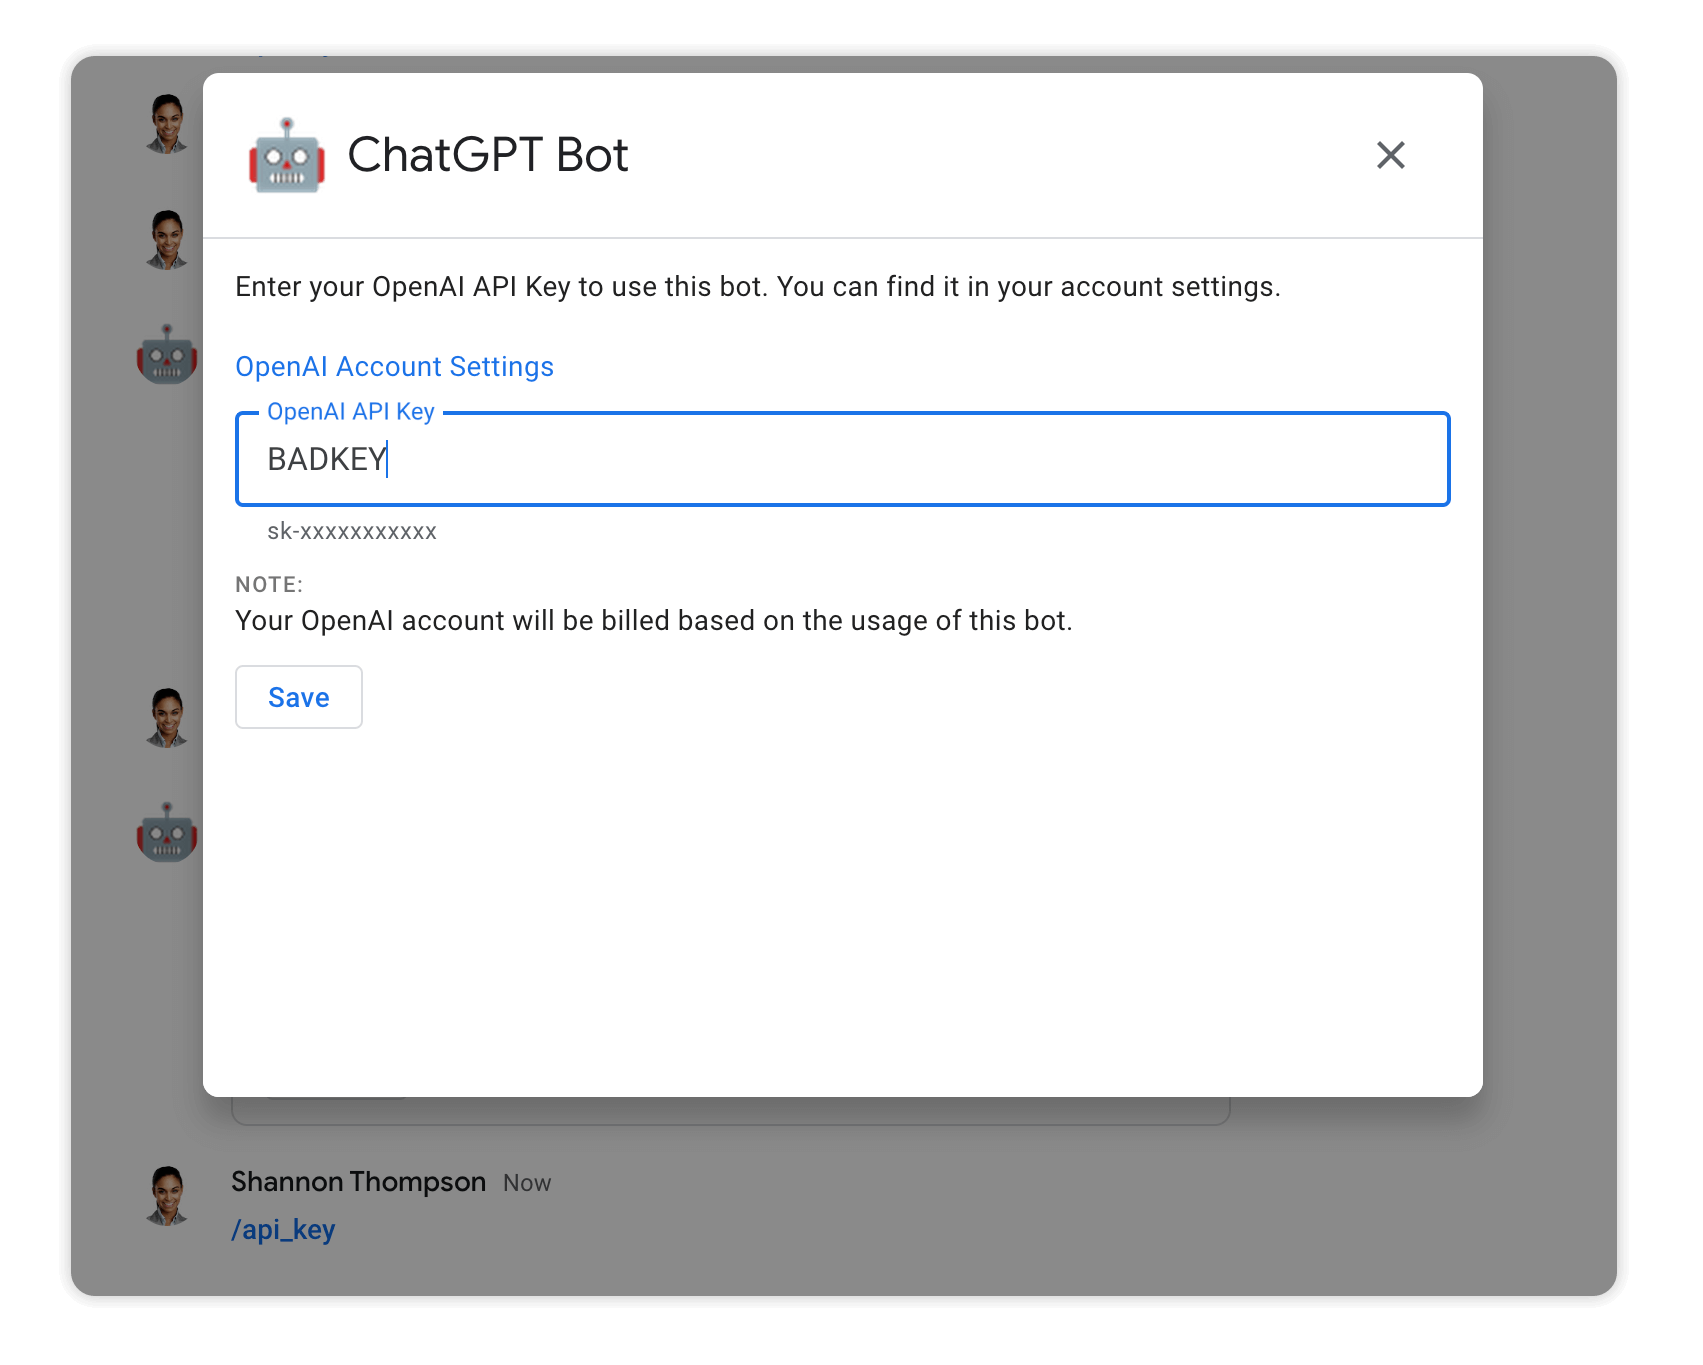 ChatGPT Bot
Enter your OpenAI API Key to use this bot. You can find it in your account settings.
OpenAI Account Settings
OpenAI API Key
BADKEY
sk-xxxxxxxxxxx
NOTE:
Your OpenAI account will be billed based on the usage of this bot.
Save
Shannon Thompson Now
/api_key